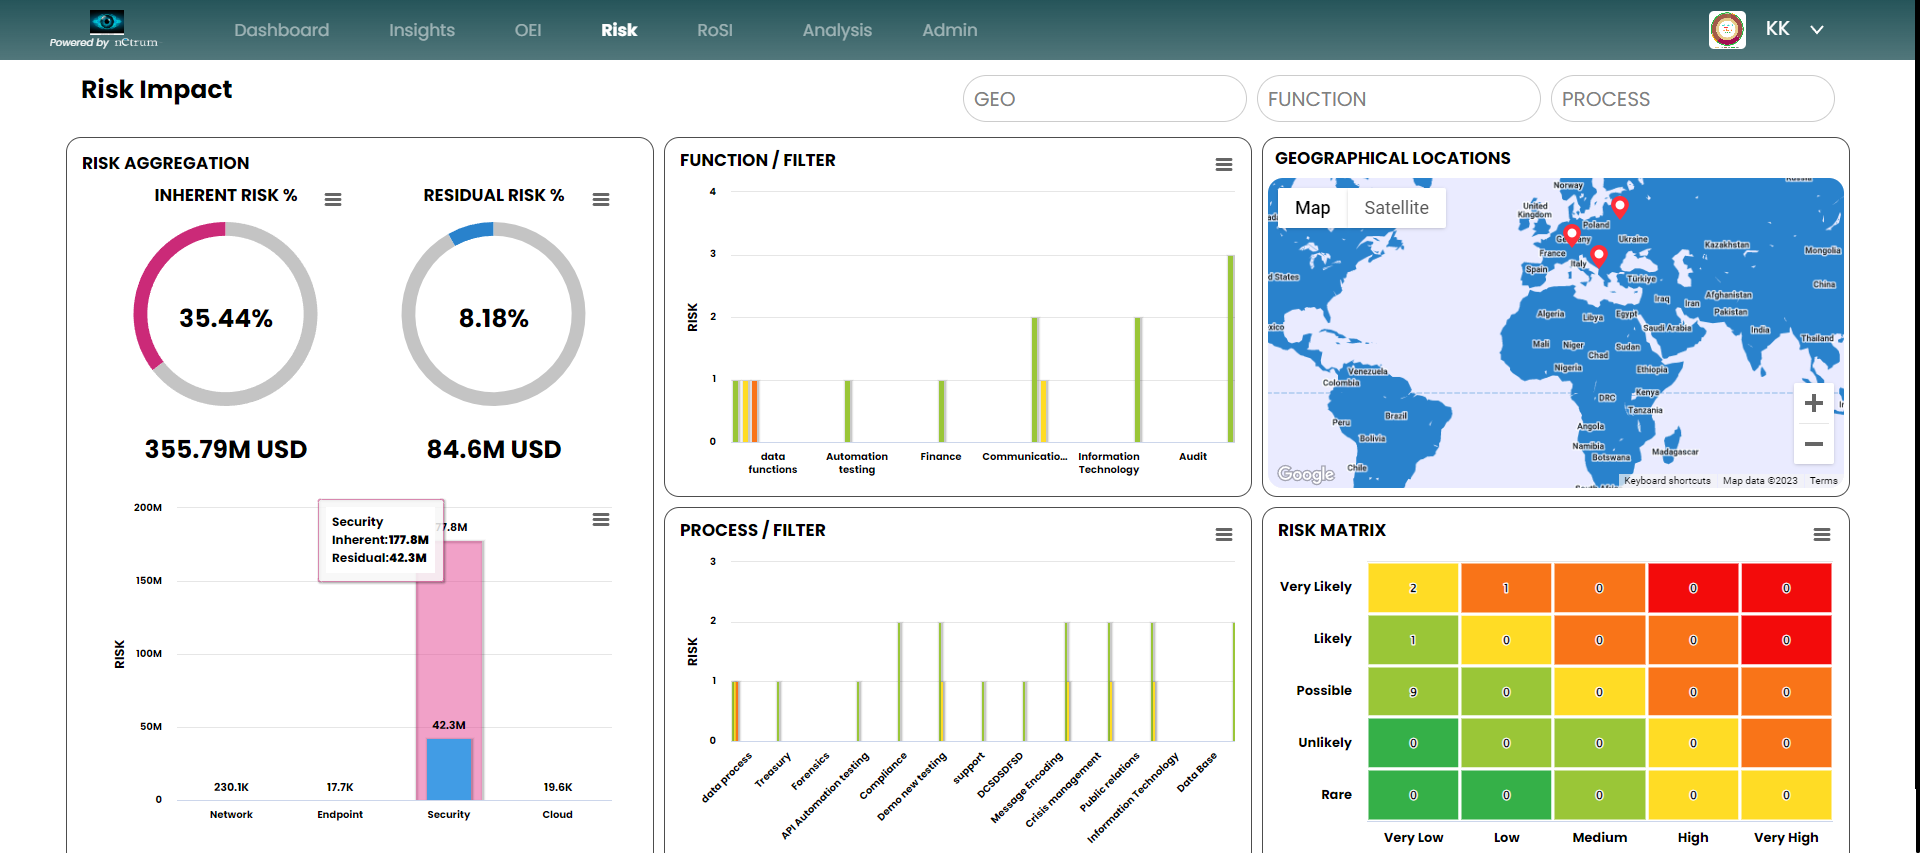 Powered by nCtrum
Dashboard
Insights
OEI
Risk
RoSI
Analysis
Admin
KK
Risk Impact
GEO
FUNCTION
PROCESS
RISK AGGREGATION
INHERENT RISK %
RESIDUAL RISK %
35.44%
8.18%
355.79M USD
84.6M USD
200M
150M
100M
50M
0
RISK
Security
Inherent:177.8M
Residual:42.3M
77.8M
42.3M
230.1K
17.7K
19.6K
Network
Endpoint
Security
Cloud
FUNCTION / FILTER
4
3
2
1
0
RISK
data
functions
Automation
testing
Finance
Communicatio...
Information
Technology
Audit
PROCESS / FILTER
3
2
1
0
RISK
data process
Treasury
Forensics
API Automation testing
Compliance
Demo new testing
support
DCSDSDFSD
Message Encoding
Crisis management
Public relations
Information Technology
Data Base
GEOGRAPHICAL LOCATIONS
Map
Satellite
Norway
United
Kingdom
Poland
Germany
Ukraine
France
Italy
Spain
Türkiye
Kazakhstan
Mongolia
China
d States
Iraq
Iran
Afghanistan
Pakistan
Algeria
Libya
Egypt
Saudi Arabia
India
Thailand
xico
Mali
Niger
Chad
Sudan
Nigeria
Ethiopia
Venezuela
Colombia
Kenya
DRC
Tanzania
Brazil
Peru
Angola
Bolivia
Namibia
Botswana
Madagascar
Chile
Google
Keyboard shortcuts
Map data ©2023
Terms
RISK MATRIX
Very Likely 2 1 0 0 0
Likely 1 0 0 0 0
Possible 9 0 0 0 0
Unlikely 0 0 0 0 0
Rare 0 0 0 0 0
Very Low Low Medium High Very High